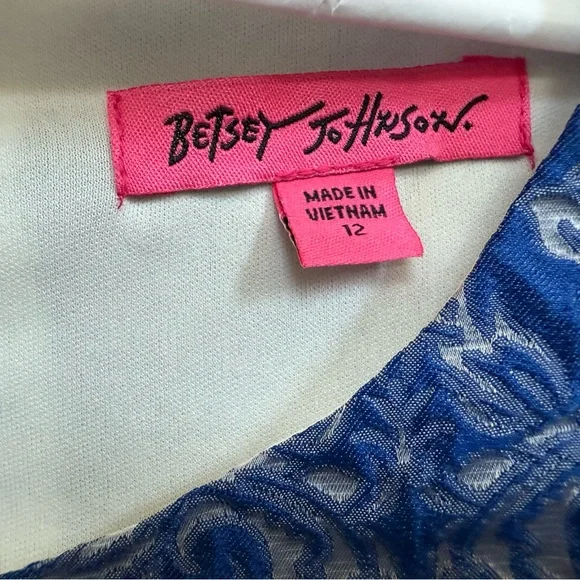 BETSEY JOHNSON.
MADE IN
VIETNAM
12